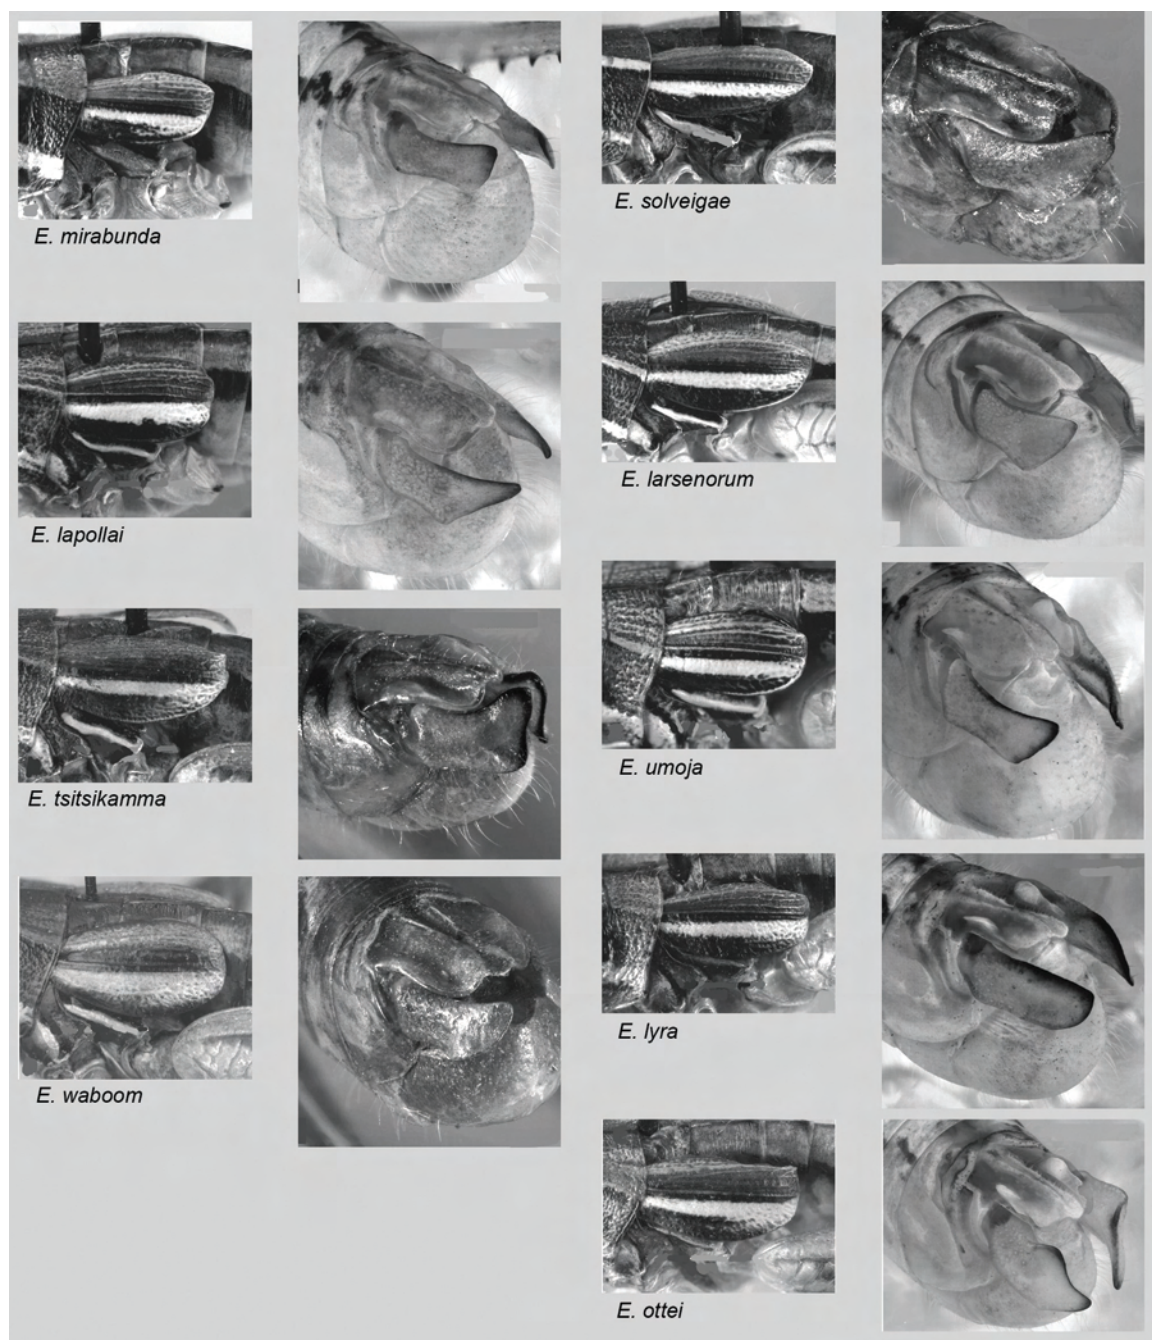 E. mirabunda
E. lapollai
E. tsitsikamma
E. waboom
E. solveigae
E. larsenorum
E. umoja
E. lyra
E. ottei